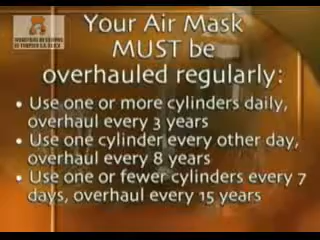 Your Air Mask
MUST be
overhauled regularly:
• Use one or more cylinders daily,
overhaul every 3 years
• Use one cylinder every other day,
overhaul every 8 years
• Use one or fewer cylinders every 7
days, overhaul every 15 years